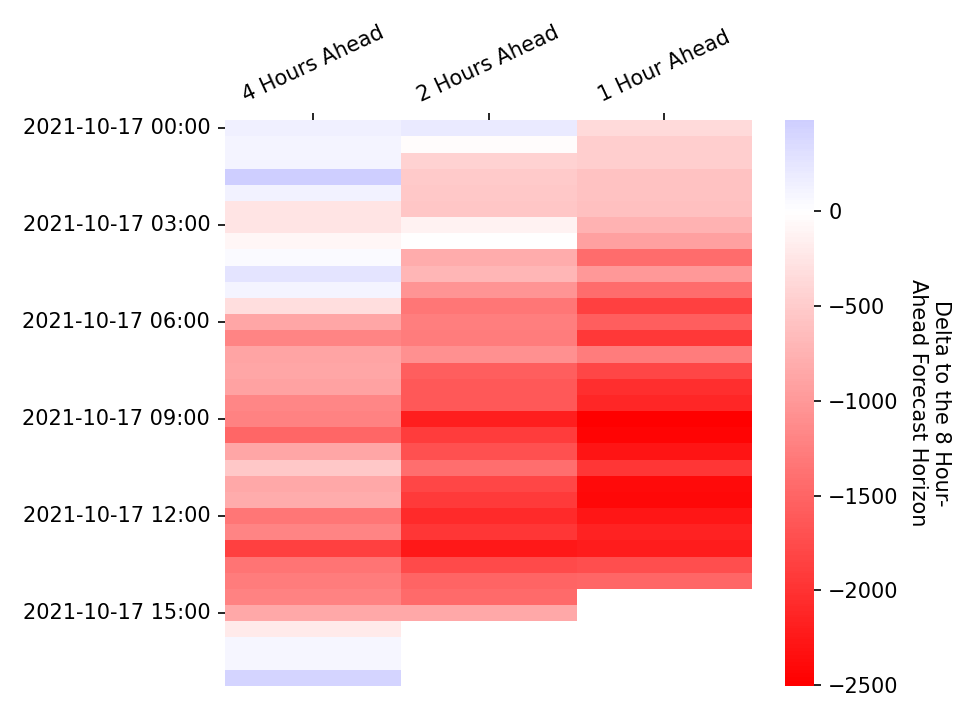 4 Hours Ahead
2 Hours Ahead
1 Hour Ahead
2021-10-17 00:00
2021-10-17 03:00
2021-10-17 06:00
2021-10-17 09:00
2021-10-17 12:00
2021-10-17 15:00
0
−500
−1000
−1500
−2000
−2500
Delta to the 8 Hour-
Ahead Forecast Horizon